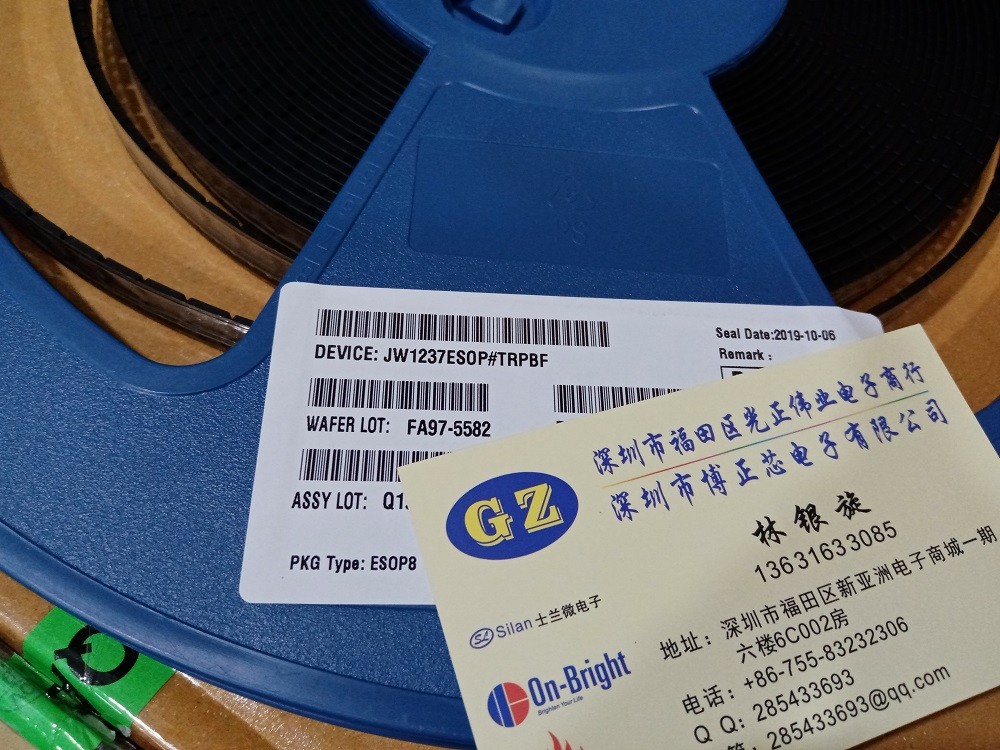 Seal Date:2019-10-06
DEVICE: JW1237ESOP#TRPBF
Remark :
WAFER LOT: FA97-5582
ASSY LOT: Q1
PKG Type: ESOP8
深圳市福田区光正伟业电子商行
深圳市博正芯电子有限公司
GZ
林银旋
13631633085
SL Silan 士兰微电子
地址：深圳市福田区新亚洲电子商城一期
六楼6C002房
On-Bright
Brighten Your Life
电话：+86-755-83232306
Q Q：285433693
285433693@qq.com